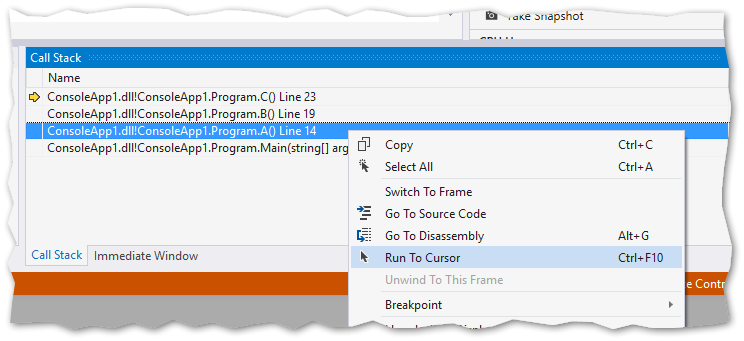 Take Snapshot
Call Stack
Name
ConsoleApp1.dll!ConsoleApp1.Program.C() Line 23
ConsoleApp1.dll!ConsoleApp1.Program.B() Line 19
ConsoleApp1.dll!ConsoleApp1.Program.A() Line 14
ConsoleApp1.dll!ConsoleApp1.Program.Main(string[] arg
Copy Ctrl+C
Select All Ctrl+A
Switch To Frame
Go To Source Code
Go To Disassembly Alt+G
Run To Cursor Ctrl+F10
Unwind To This Frame
Breakpoint
Call Stack Immediate Window
e Contr